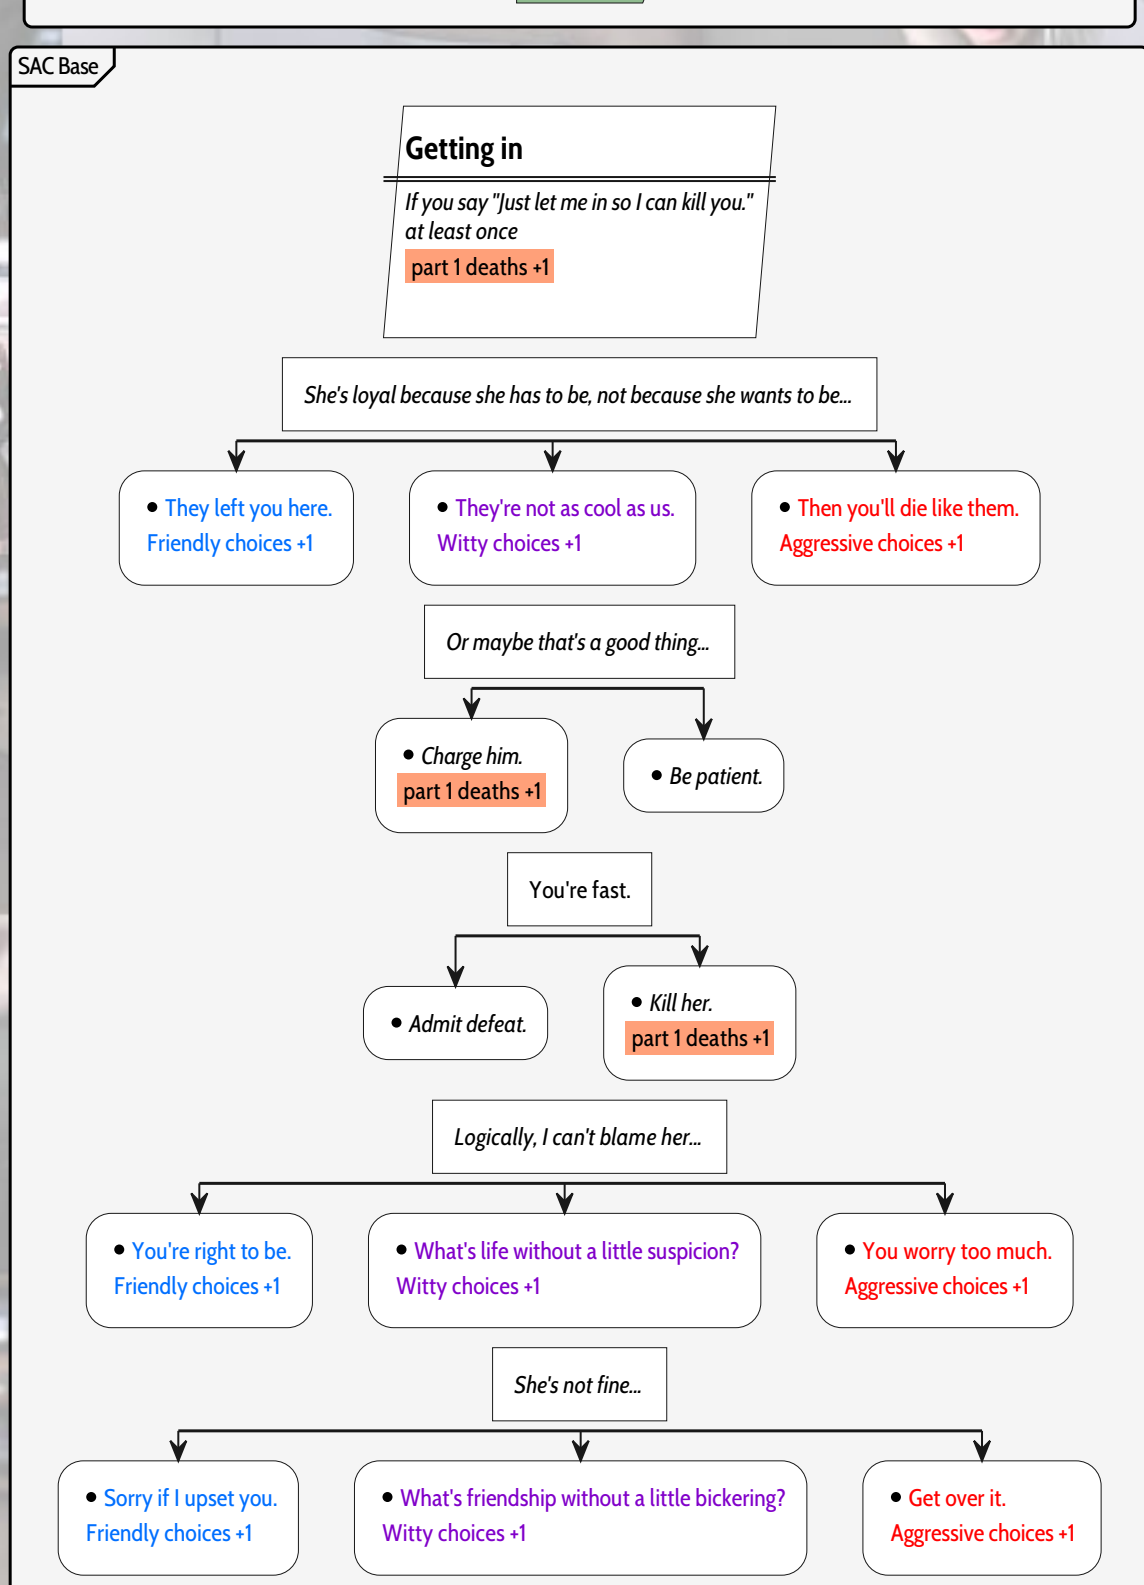 SAC Base
Getting in
If you say "Just let me in so I can kill you."
at least once
part 1 deaths +1
She's loyal because she has to be, not because she wants to be...
• They left you here.
Friendly choices +1
• They're not as cool as us.
Witty choices +1
• Then you'll die like them.
Aggressive choices +1
Or maybe that's a good thing...
• Charge him.
part 1 deaths +1
• Be patient.
You're fast.
• Admit defeat.
• Kill her.
part 1 deaths +1
Logically, I can't blame her...
• You're right to be.
Friendly choices +1
• What's life without a little suspicion?
Witty choices +1
• You worry too much.
Aggressive choices +1
She's not fine...
• Sorry if I upset you.
Friendly choices +1
• What's friendship without a little bickering?
Witty choices +1
• Get over it.
Aggressive choices +1